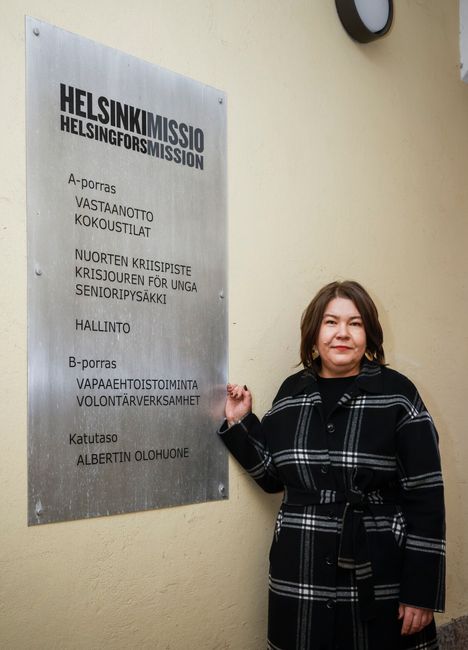 HELSINKIMISSIO
HELSINGFORSMISSION
A-porras
VASTAANOTTO
KOKOUSTILAT
NUORTEN KRIISIPISTE
KRISJOUREN FÖR UNGA
SENIORIPYSÄKKI
HALLINTO
B-porras
VAPAAEHTOISTOIMINTA
VOLONTÄRVERKSAMHET
Katutaso
ALBERTIN OLOHUONE